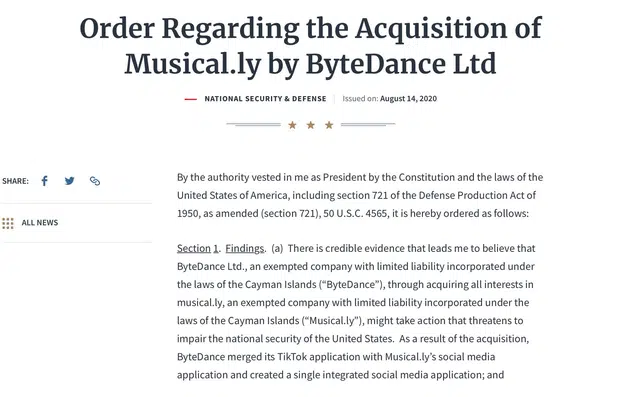 Order Regarding the Acquisition of
Musical.ly by ByteDance Ltd
NATIONAL SECURITY & DEFENSE Issued on: August 14, 2020
SHARE:
ALL NEWS
By the authority vested in me as President by the Constitution and the laws of the
United States of America, including section 721 of the Defense Production Act of
1950, as amended (section 721), 50 U.S.C. 4565, it is hereby ordered as follows:
Section 1. Findings. (a) There is credible evidence that leads me to believe that
ByteDance Ltd., an exempted company with limited liability incorporated under
the laws of the Cayman Islands (“ByteDance”), through acquiring all interests in
musical.ly, an exempted company with limited liability incorporated under the
laws of the Cayman Islands (“Musical.ly”), might take action that threatens to
impair the national security of the United States. As a result of the acquisition,
ByteDance merged its TikTok application with Musical.ly’s social media
application and created a single integrated social media application; and